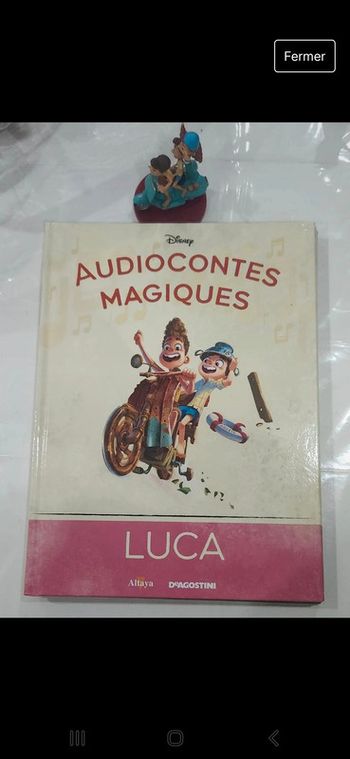 Fermer
Disney
AUDIOCONTES
MAGIQUES
LUCA
Altaya DeAGOSTINI